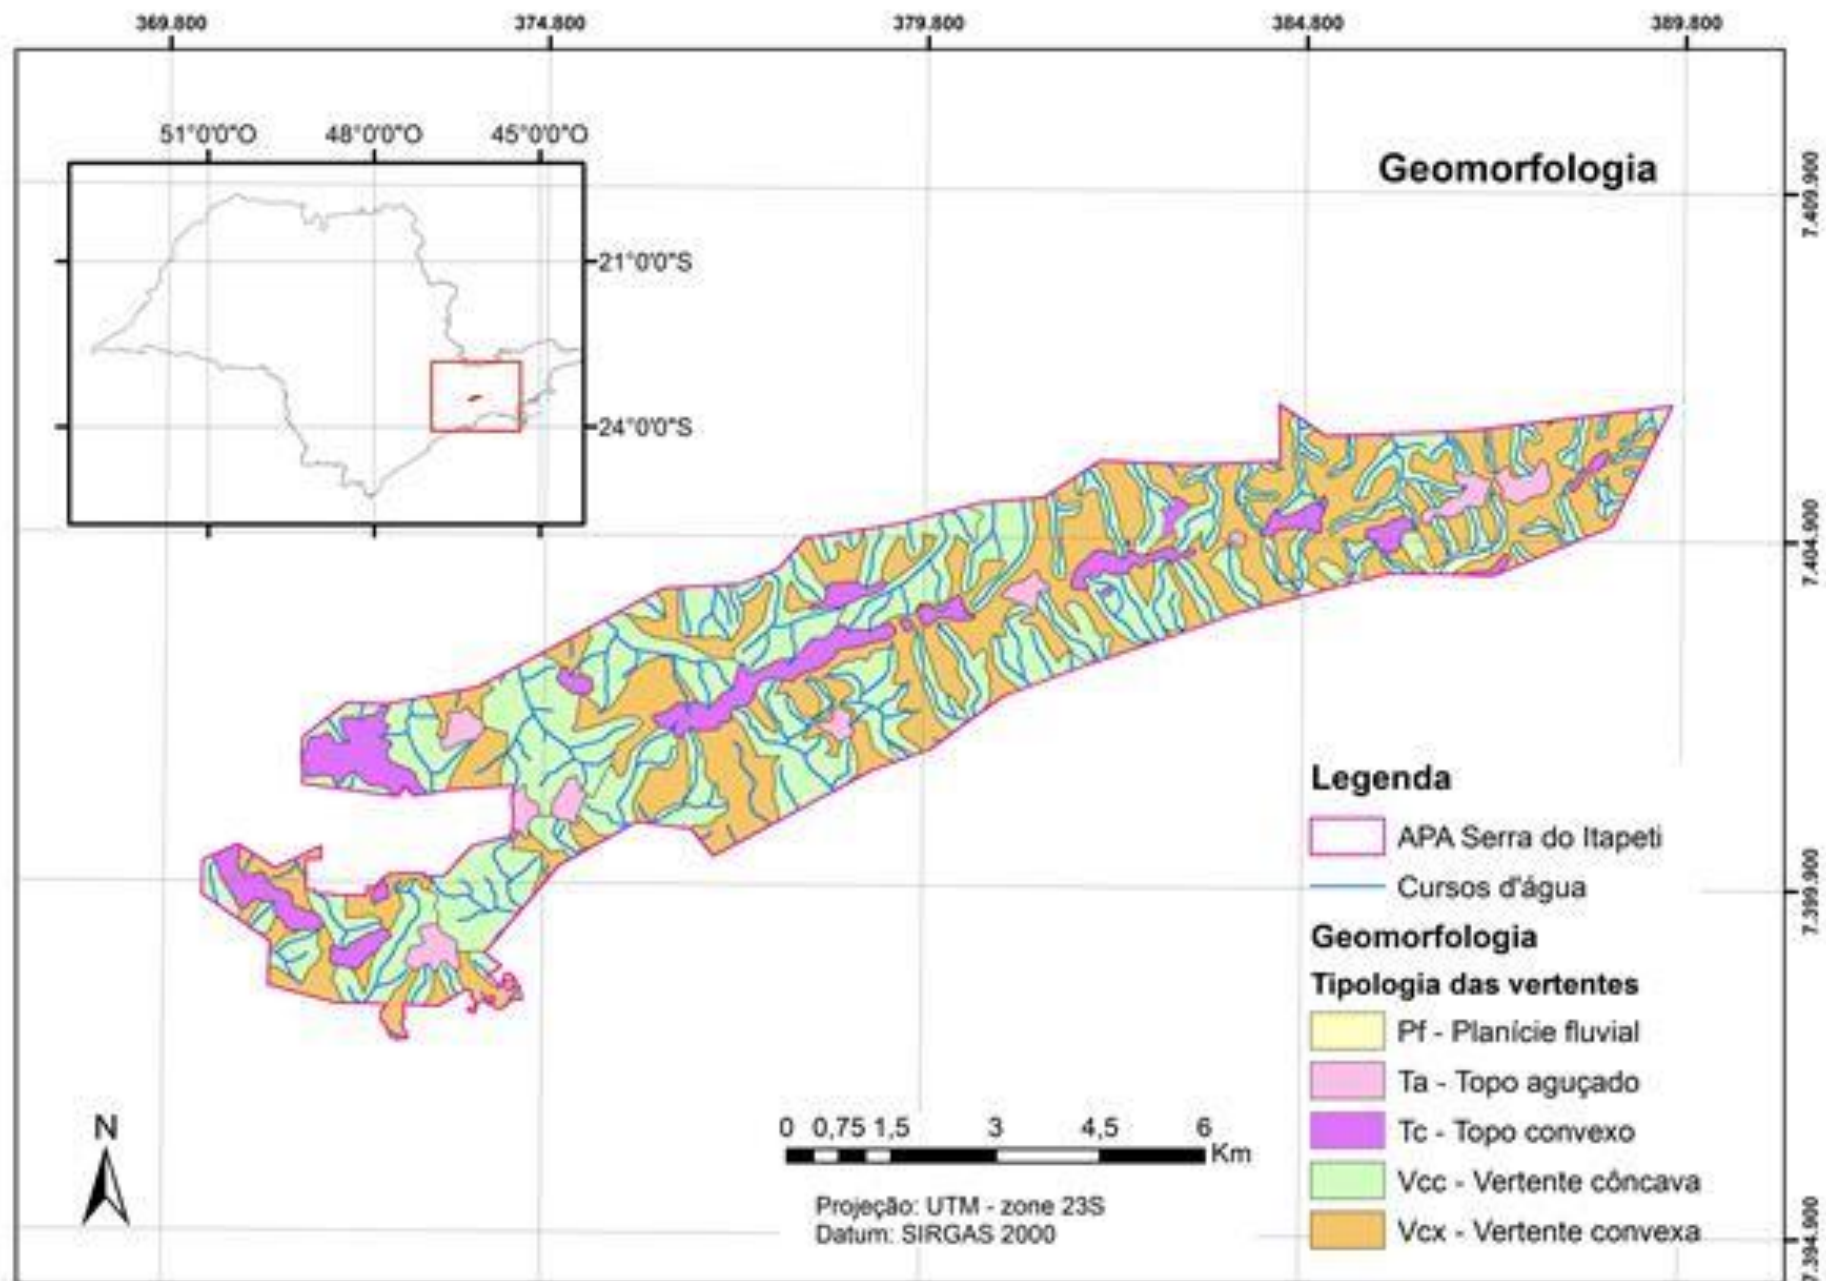 369.800 374.800 379.800 384.800 389.800
51°0'0"O 48°0'0"O 45°0'0"O
Geomorfologia
7.409.900
21°0'0"S
24°0'0"S
7.404.900
Legenda
APA Serra do Itapeti
Cursos d'água
7.399.900
Geomorfologia
Tipologia das vertentes
Pf - Planície fluvial
Ta - Topo aguçado
Tc - Topo convexo
Vcc - Vertente côncava
Vcx - Vertente convexa
7.394.900
N
0 0,75 1,5 3 4,5 6
Km
Projeção: UTM - zone 23S
Datum: SIRGAS 2000